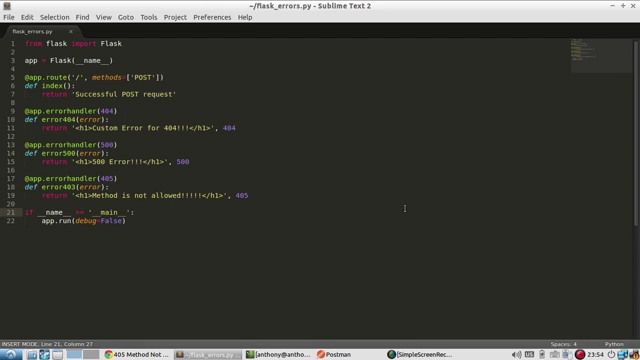 ~/flask_errors.py - Sublime Text 2
File Edit Selection Find View Goto Tools Project Preferences Help
flask_errors.py
1 from flask import Flask
2
3 app = Flask(__name__)
4
5 @app.route('/', methods=['POST'])
6 def index():
7 return 'Successful POST request'
8
9 @app.errorhandler(404)
10 def error404(error):
11 return '<h1>Custom Error for 404!!!</h1>', 404
12
13 @app.errorhandler(500)
14 def error500(error):
15 return '<h1>500 Error!!!</h1>', 500
16
17 @app.errorhandler(405)
18 def error403(error):
19 return '<h1>Method is not allowed!!!!!</h1>', 405
20
21 if __name__ == '__main__':
22 app.run(debug=False)
INSERT MODE, Line 21, Column 27 Spaces: 4 Python
405 Method Not ... ~/flask_errors.py ... [anthony@antho... Postman [SimpleScreenRec... 23:54